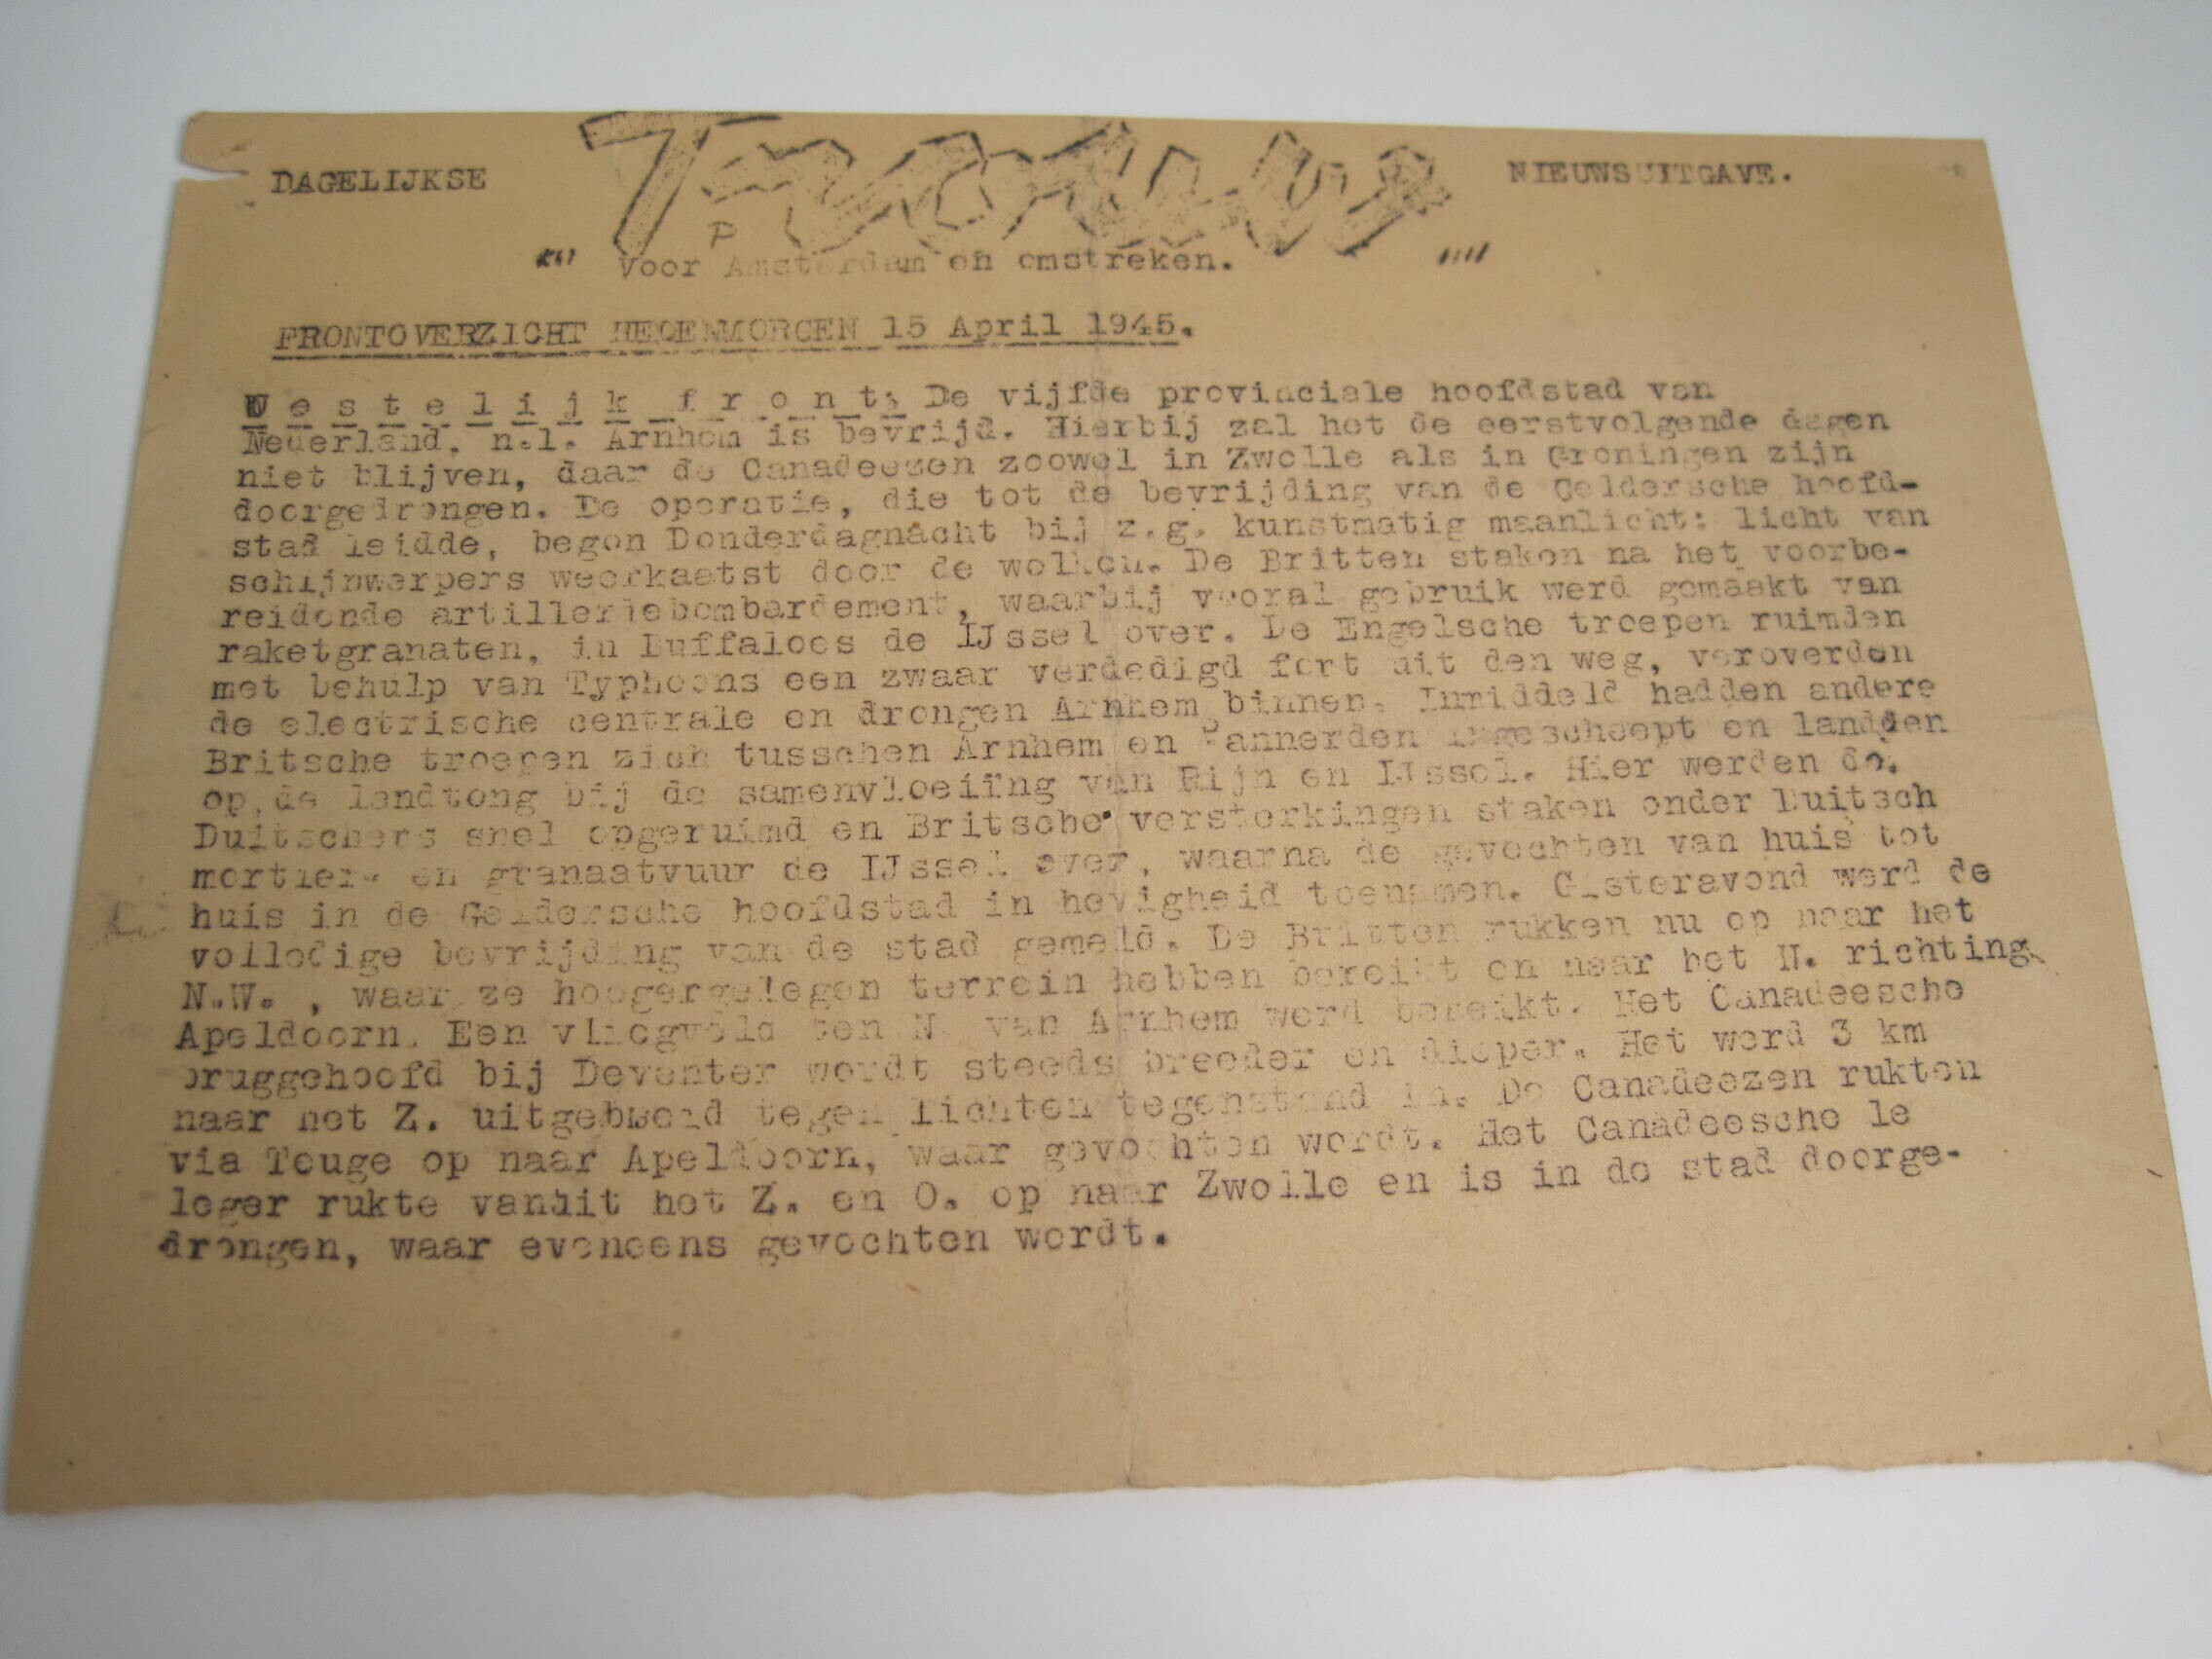 DAGELIJKSE Trouw NIEUWSUITGAVE.
"" Voor Amsterdam en omstreken. ""
FRONTOVERZICHT HEDENMORGEN 15 April 1945.
Westelijk front: De vijfde provinciale hoofdstad van
Nederland, n.l. Arnhem is bevrijd. Hierbij zal het de eerstvolgende dagen
niet blijven, daar de Canadeezen zoowel in Zwolle als in Groningen zijn
doorgedrongen. De operatie, die tot de bevrijding van de Geldersche hoofd-
stad leidde, begon Donderdagnacht bij z.g. kunstmatig maanlicht: licht van
schijnwerpers weerkaatst door de wolken. De Britten staken na het voorbe-
reidende artilleriebombardement, waarbij vooral gebruik werd gemaakt van
raketgranaten, in Buffaloes de IJssel over. De Engelsche troepen ruimden
met behulp van Typhoons een zwaar verdedigd fort uit den weg, veroverden
de electrische centrale en drongen Arnhem binnen. Inmiddeld hadden andere
Britsche troepen zich tusschen Arnhem en Pannerden ingescheept en landden
op de landtong bij de samenvloeiing van Rijn en IJssel. Hier werden de
Duitschers snel opgeruimd en Britsche versterkingen staken onder Duitsch
mortier- en granaatvuur de IJssel over, waarna de gevechten van huis tot
huis in de Geldersche hoofdstad in hevigheid toenamen. Gisteravond werd de
volledige bevrijding van de stad gemeld. De Britten rukken nu op naar het
N.W. , waar ze hoogergelegen terrein hebben bereikt en naar het N. richting
Apeldoorn. Een vliegveld ten N. van Arnhem werd bereikt. Het Canadeesche
bruggehoofd bij Deventer wordt steeds breeder en dieper. Het werd 3 km
naar het Z. uitgebreid tegen lichten tegenstand in. De Canadeezen rukten
via Teuge op naar Apeldoorn, waar gevochten wordt. Het Canadeesche 1e
leger rukte vanuit het Z. en O. op naar Zwolle en is in de stad doorge-
drongen, waar eveneens gevochten wordt.